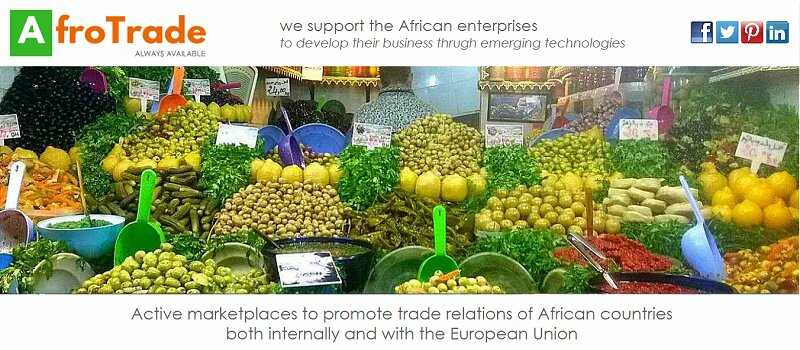 AfroTrade
ALWAYS AVAILABLE
we support the African enterprises
to develop their business thrugh emerging technologies
Active marketplaces to promote trade relations of African countries
both internally and with the European Union